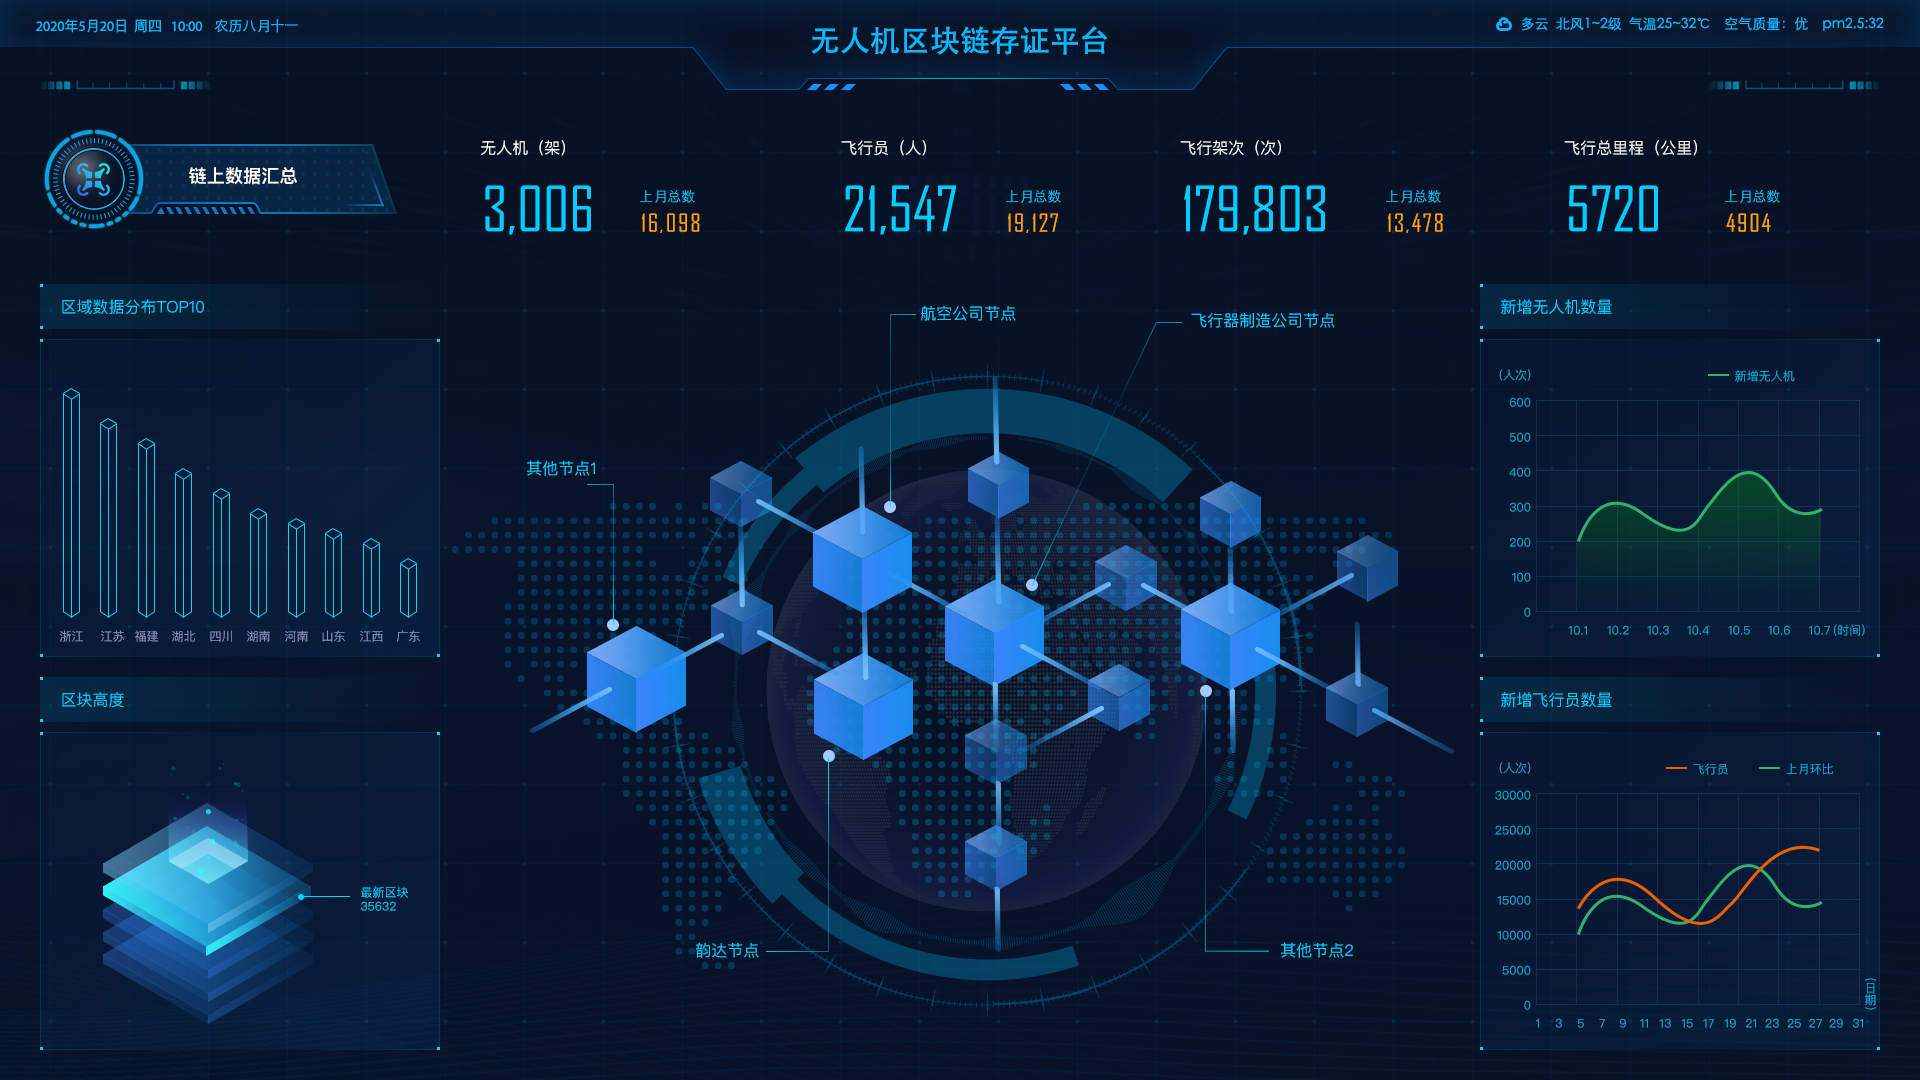 2020年5月20日 周四 10:00 农历八月十一
无人机区块链存证平台
多云 北风1~2级 气温25~32℃ 空气质量：优 pm2.5:32
链上数据汇总
无人机（架）
3,006
上月总数
16,098
飞行员（人）
21,547
上月总数
19,127
飞行架次（次）
179,803
上月总数
13,478
飞行总里程（公里）
5720
上月总数
4904
区域数据分布TOP10
浙江 江苏 福建 湖北 四川 湖南 河南 山东 江西 广东
区块高度
最新区块
35632
航空公司节点
飞行器制造公司节点
其他节点1
韵达节点
其他节点2
新增无人机数量
(人次)
新增无人机
600
500
400
300
200
100
0
10.1 10.2 10.3 10.4 10.5 10.6 10.7 (时间)
新增飞行员数量
(人次)
飞行员 上月环比
30000
25000
20000
15000
10000
5000
0
1 3 5 7 9 11 13 15 17 19 21 23 25 27 29 31
(日期)